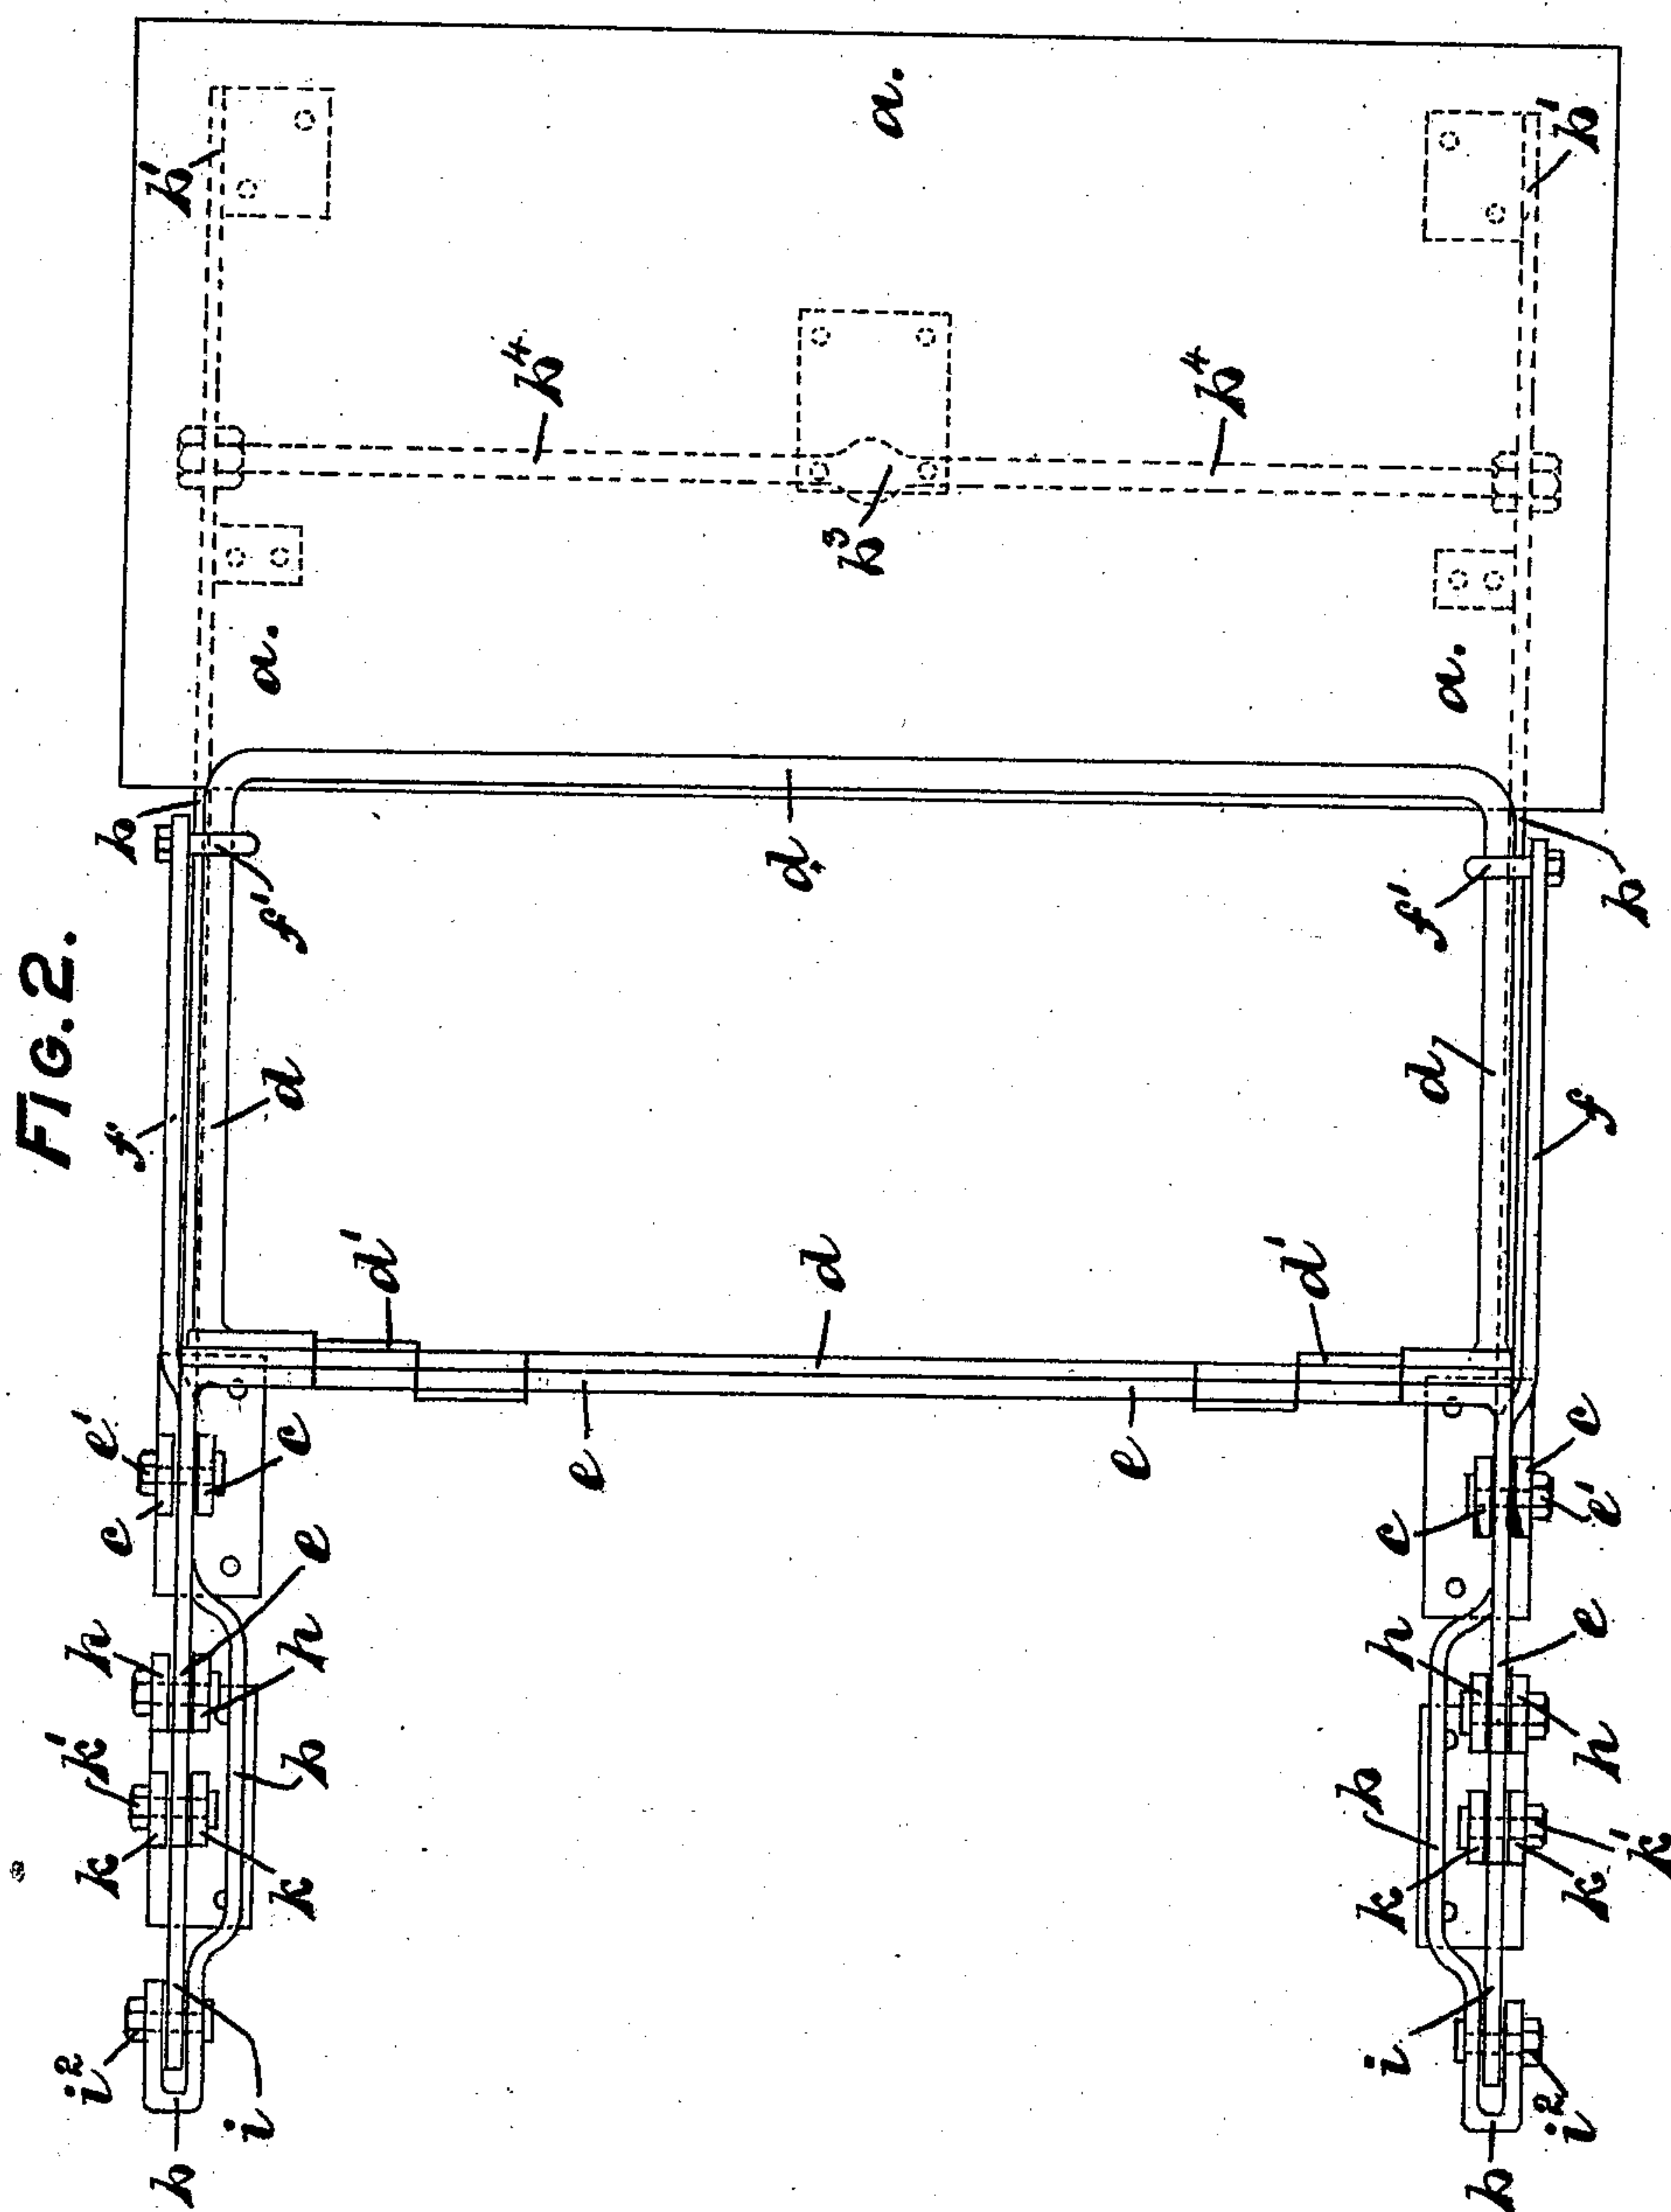 FIG. 2.
b' a. b'
b⁴ b⁴
b³
a. a.
b d. b
f' f'
f d d f
d' d d'
e' c e e c e'
c e e c
h h h h
k' b b k'
k k k k
i² i i i²
b b